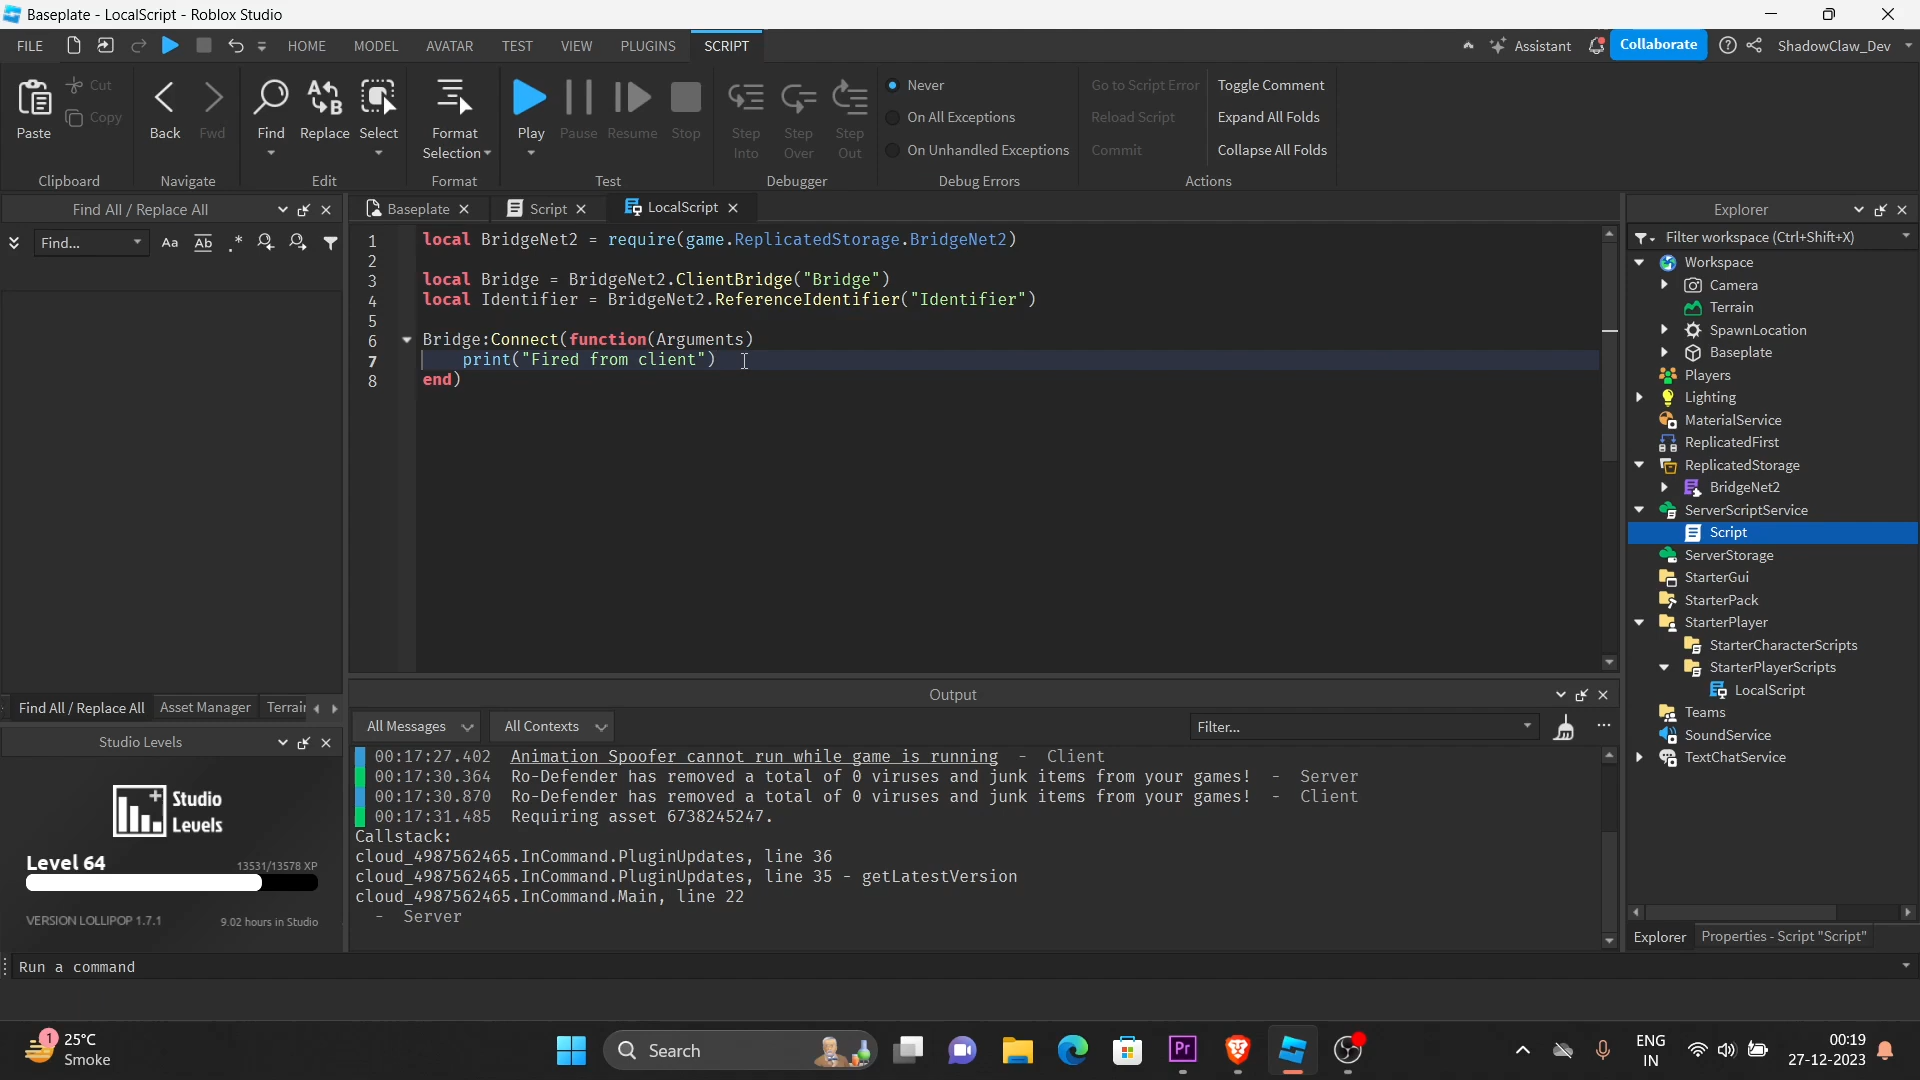 Baseplate - LocalScript - Roblox Studio
FILE HOME MODEL AVATAR TEST VIEW PLUGINS SCRIPT Assistant Collaborate ShadowClaw_Dev
Paste Cut Copy
Back Fwd
Find Replace Select
Format Selection
Play Pause Resume Stop
Step Into Step Over Step Out
Never
On All Exceptions
On Unhandled Exceptions
Go to Script Error
Reload Script
Commit
Toggle Comment
Expand All Folds
Collapse All Folds
Clipboard Navigate Edit Format Test Debugger Debug Errors Actions
Find All / Replace All
Find... Aa Ab .*
Find All / Replace All Asset Manager Terrain
Studio Levels
Studio
Levels
Level 64 13531/13578 XP
VERSION LOLLIPOP 1.7.1 9.02 hours in Studio
Baseplate Script LocalScript
1 local BridgeNet2 = require(game.ReplicatedStorage.BridgeNet2)
2
3 local Bridge = BridgeNet2.ClientBridge("Bridge")
4 local Identifier = BridgeNet2.ReferenceIdentifier("Identifier")
5
6 Bridge:Connect(function(Arguments)
7 print("Fired from client")
8 end)
Output
All Messages All Contexts Filter...
00:17:27.402 Animation Spoofer cannot run while game is running - Client
00:17:30.364 Ro-Defender has removed a total of 0 viruses and junk items from your games! - Server
00:17:30.870 Ro-Defender has removed a total of 0 viruses and junk items from your games! - Client
00:17:31.485 Requiring asset 6738245247.
Callstack:
cloud_4987562465.InCommand.PluginUpdates, line 36
cloud_4987562465.InCommand.PluginUpdates, line 35 - getLatestVersion
cloud_4987562465.InCommand.Main, line 22
- Server
Explorer
Filter workspace (Ctrl+Shift+X)
Workspace
Camera
Terrain
SpawnLocation
Baseplate
Players
Lighting
MaterialService
ReplicatedFirst
ReplicatedStorage
BridgeNet2
ServerScriptService
Script
ServerStorage
StarterGui
StarterPack
StarterPlayer
StarterCharacterScripts
StarterPlayerScripts
LocalScript
Teams
SoundService
TextChatService
Explorer Properties - Script "Script"
Run a command
1 25°C
Smoke
Search
Pr
ENG
IN
00:19
27-12-2023